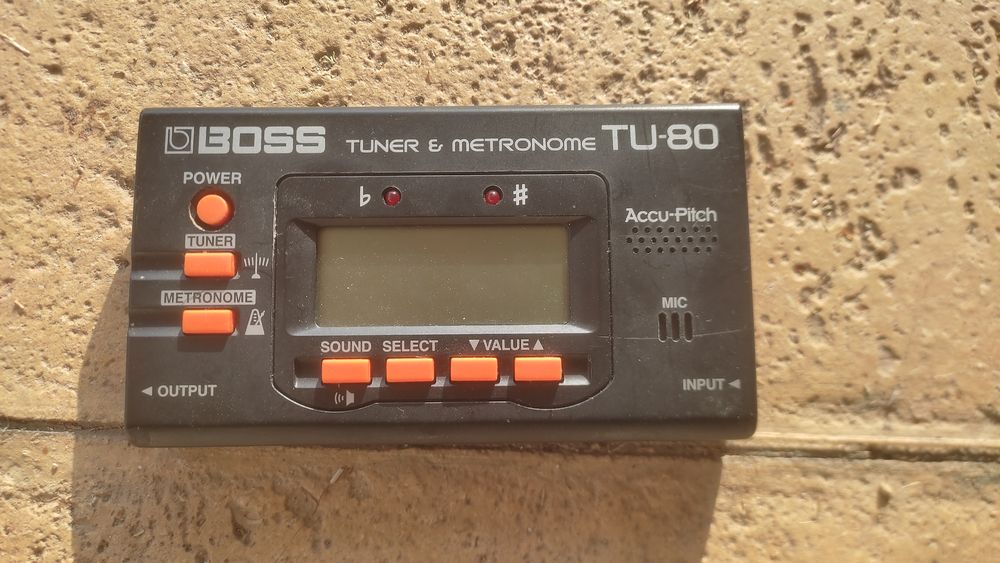 BOSS TUNER & METRONOME TU-80
POWER
♭ ♯
TUNER
Accu-Pitch
METRONOME
MIC
SOUND SELECT ▼ VALUE ▲
◄ OUTPUT
INPUT ◄